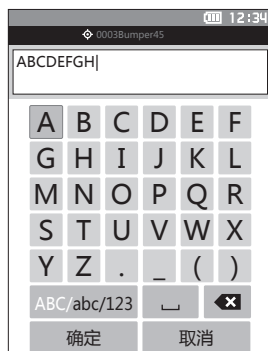 12:34
0003Bumper45
ABCDEFGH
A B C D E F
G H I J K L
M N O P Q R
S T U V W X
Y Z . _ ( )
ABC/abc/123
确定 取消